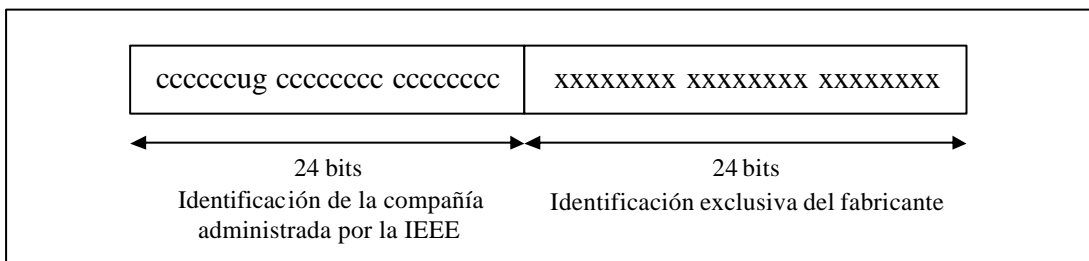 ccccccug cccccccc cccccccc
xxxxxxxx xxxxxxxx xxxxxxxx
24 bits
Identificación de la compañía
administrada por la IEEE
24 bits
Identificación exclusiva del fabricante